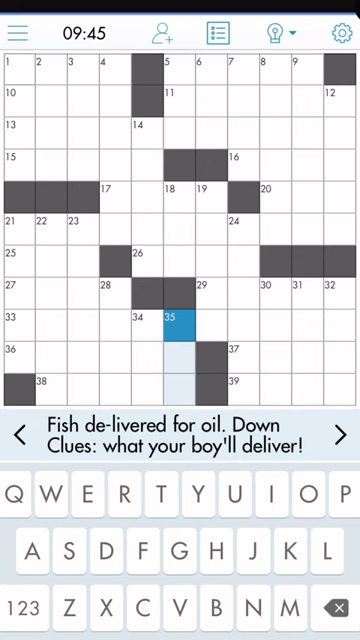 09:45
1 2 3 4 5 6 7 8 9
10 11 12
13 14
15 16
17 18 19 20
21 22 23 24
25 26
27 28 29 30 31 32
33 34 35
36 37
38 39
Fish de-livered for oil. Down
Clues: what your boy'll deliver!
Q W E R T Y U I O P
A S D F G H J K L
123 Z X C V B N M